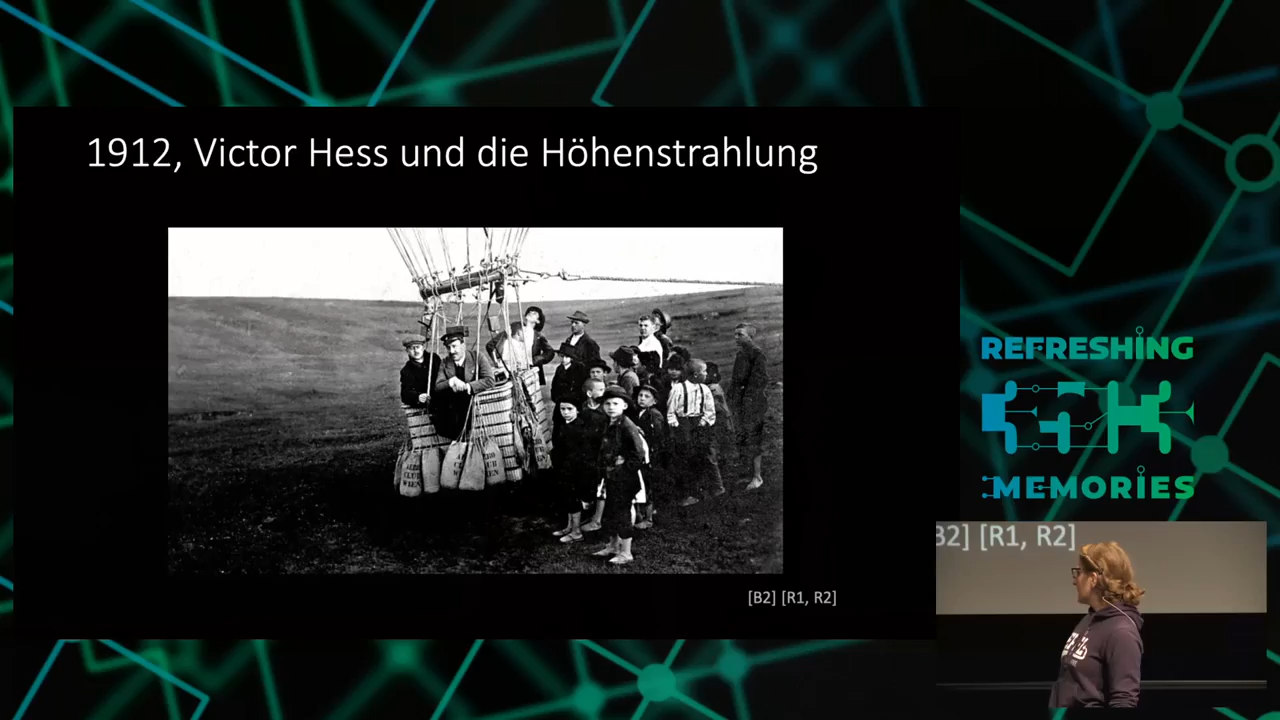 1912, Victor Hess und die Höhenstrahlung
[B2] [R1, R2]
REFRESHING
MEMORIES
B2] [R1, R2]